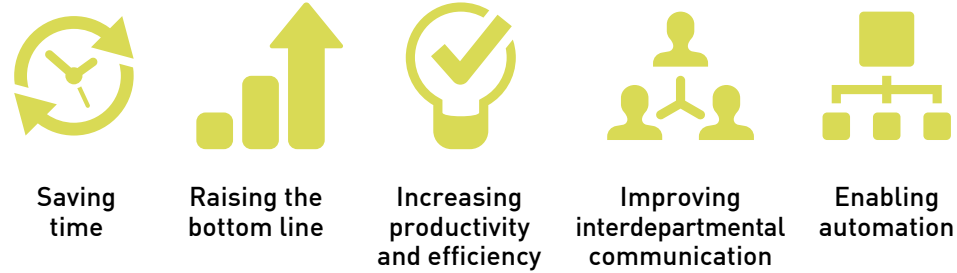 Saving
time
Raising the
bottom line
Increasing
productivity
and efficiency
Improving
interdepartmental
communication
Enabling
automation